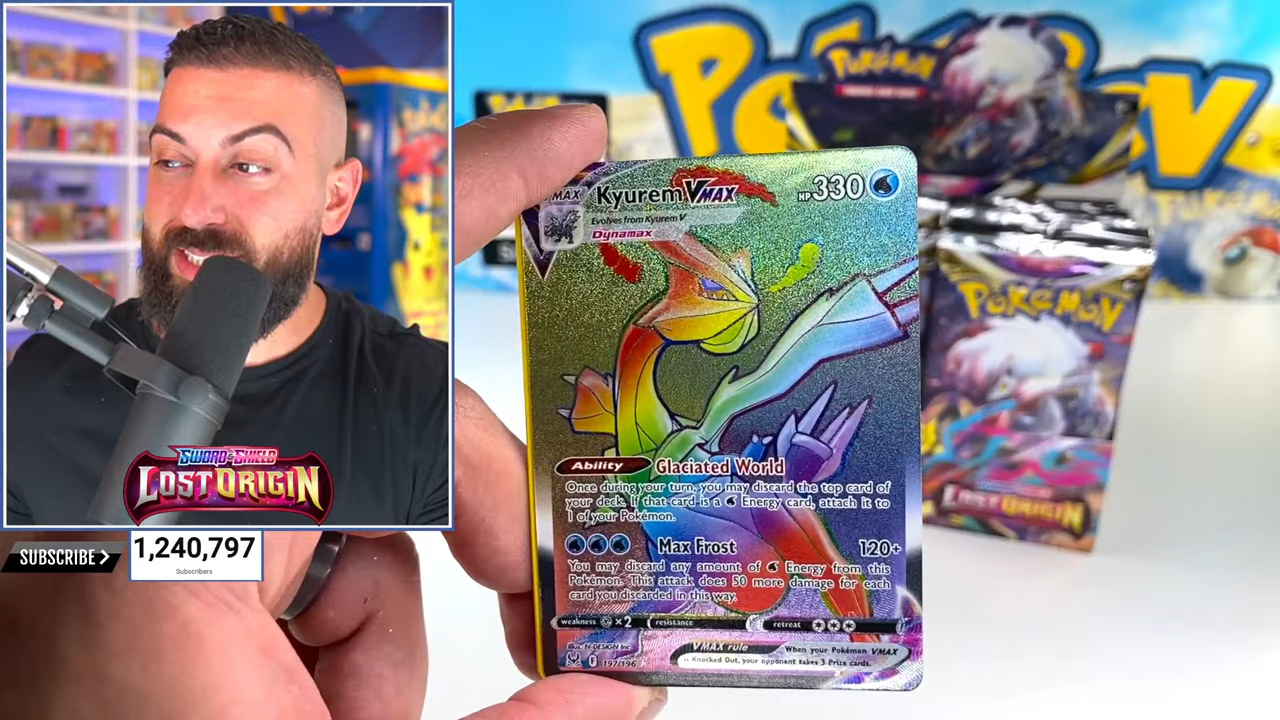 SWORD & SHIELD
LOST ORIGIN
SUBSCRIBE >
1,240,797
Subscribers
VMAX
Kyurem VMAX
HP 330
Evolves from Kyurem V
Dynamax
Ability Glaciated World
Once during your turn, you may discard the top card of
your deck. If that card is a Energy card, attach it to
1 of your Pokémon.
Max Frost 120+
You may discard any amount of Energy from this
Pokémon. This attack does 50 more damage for each
card you discarded in this way.
weakness ×2 resistance retreat
Illus. N-DESIGN Inc.
F 197/196
VMAX rule When your Pokémon VMAX
is Knocked Out, your opponent takes 3 Prize cards.
POKÉMON
POKÉMON
LOST ORIGIN